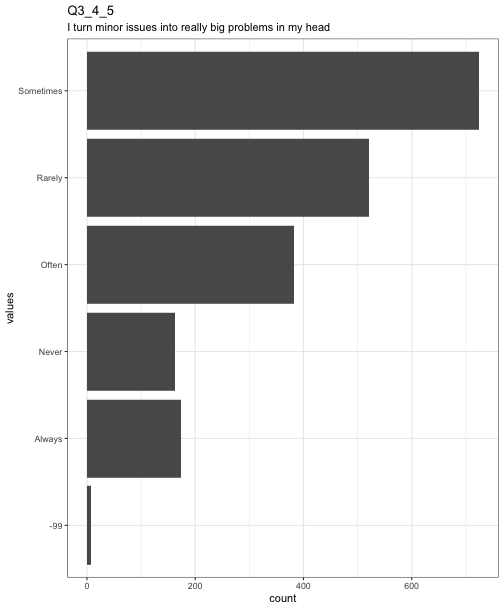 Q3_4_5
I turn minor issues into really big problems in my head
Sometimes
Rarely
Often
Never
Always
-99
values
0
200
400
600
count